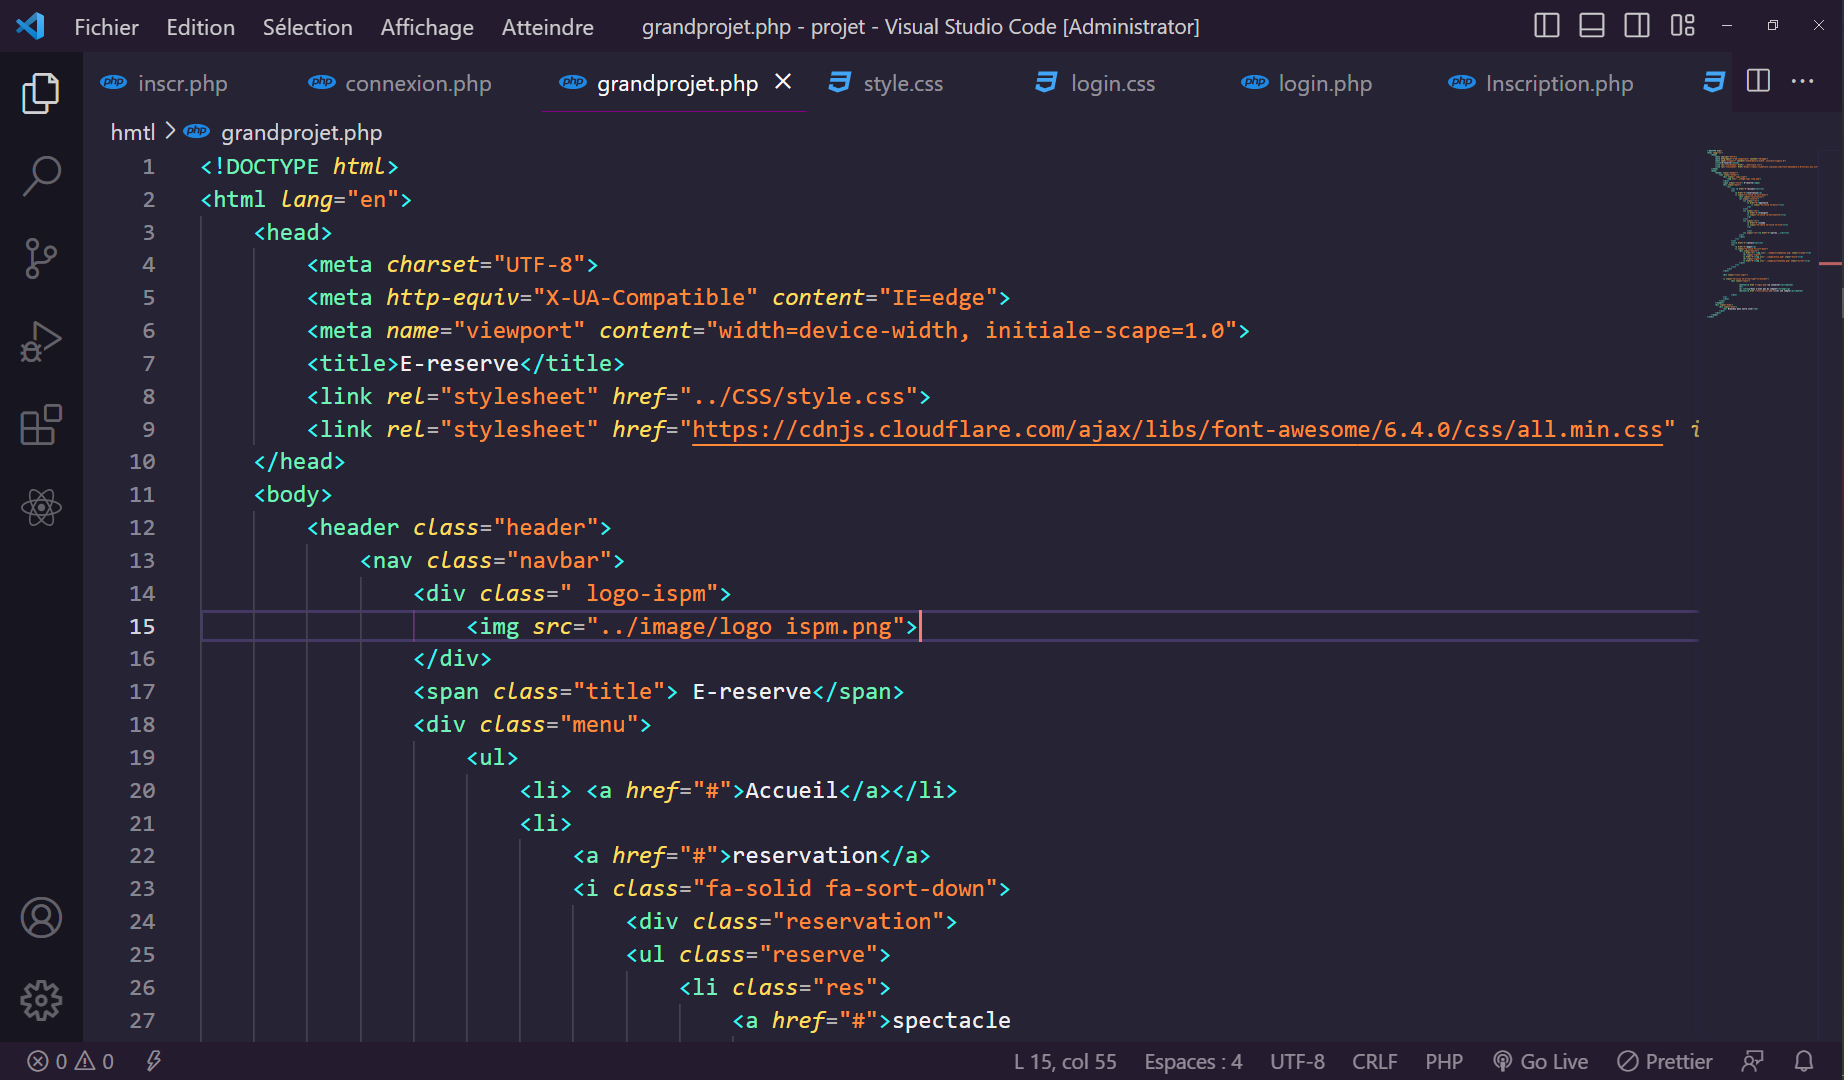 Fichier Edition Sélection Affichage Atteindre grandprojet.php - projet - Visual Studio Code [Administrator]
php inscr.php php connexion.php php grandprojet.php style.css login.css php login.php php Inscription.php
hmtl > php grandprojet.php
1 <!DOCTYPE html>
2 <html lang="en">
3 <head>
4 <meta charset="UTF-8">
5 <meta http-equiv="X-UA-Compatible" content="IE=edge">
6 <meta name="viewport" content="width=device-width, initiale-scape=1.0">
7 <title>E-reserve</title>
8 <link rel="stylesheet" href="../CSS/style.css">
9 <link rel="stylesheet" href="https://cdnjs.cloudflare.com/ajax/libs/font-awesome/6.4.0/css/all.min.css" i
10 </head>
11 <body>
12 <header class="header">
13 <nav class="navbar">
14 <div class=" logo-ispm">
15 <img src="../image/logo ispm.png">
16 </div>
17 <span class="title"> E-reserve</span>
18 <div class="menu">
19 <ul>
20 <li> <a href="#">Accueil</a></li>
21 <li>
22 <a href="#">reservation</a>
23 <i class="fa-solid fa-sort-down">
24 <div class="reservation">
25 <ul class="reserve">
26 <li class="res">
27 <a href="#">spectacle
0 0 L 15, col 55 Espaces : 4 UTF-8 CRLF PHP Go Live Prettier